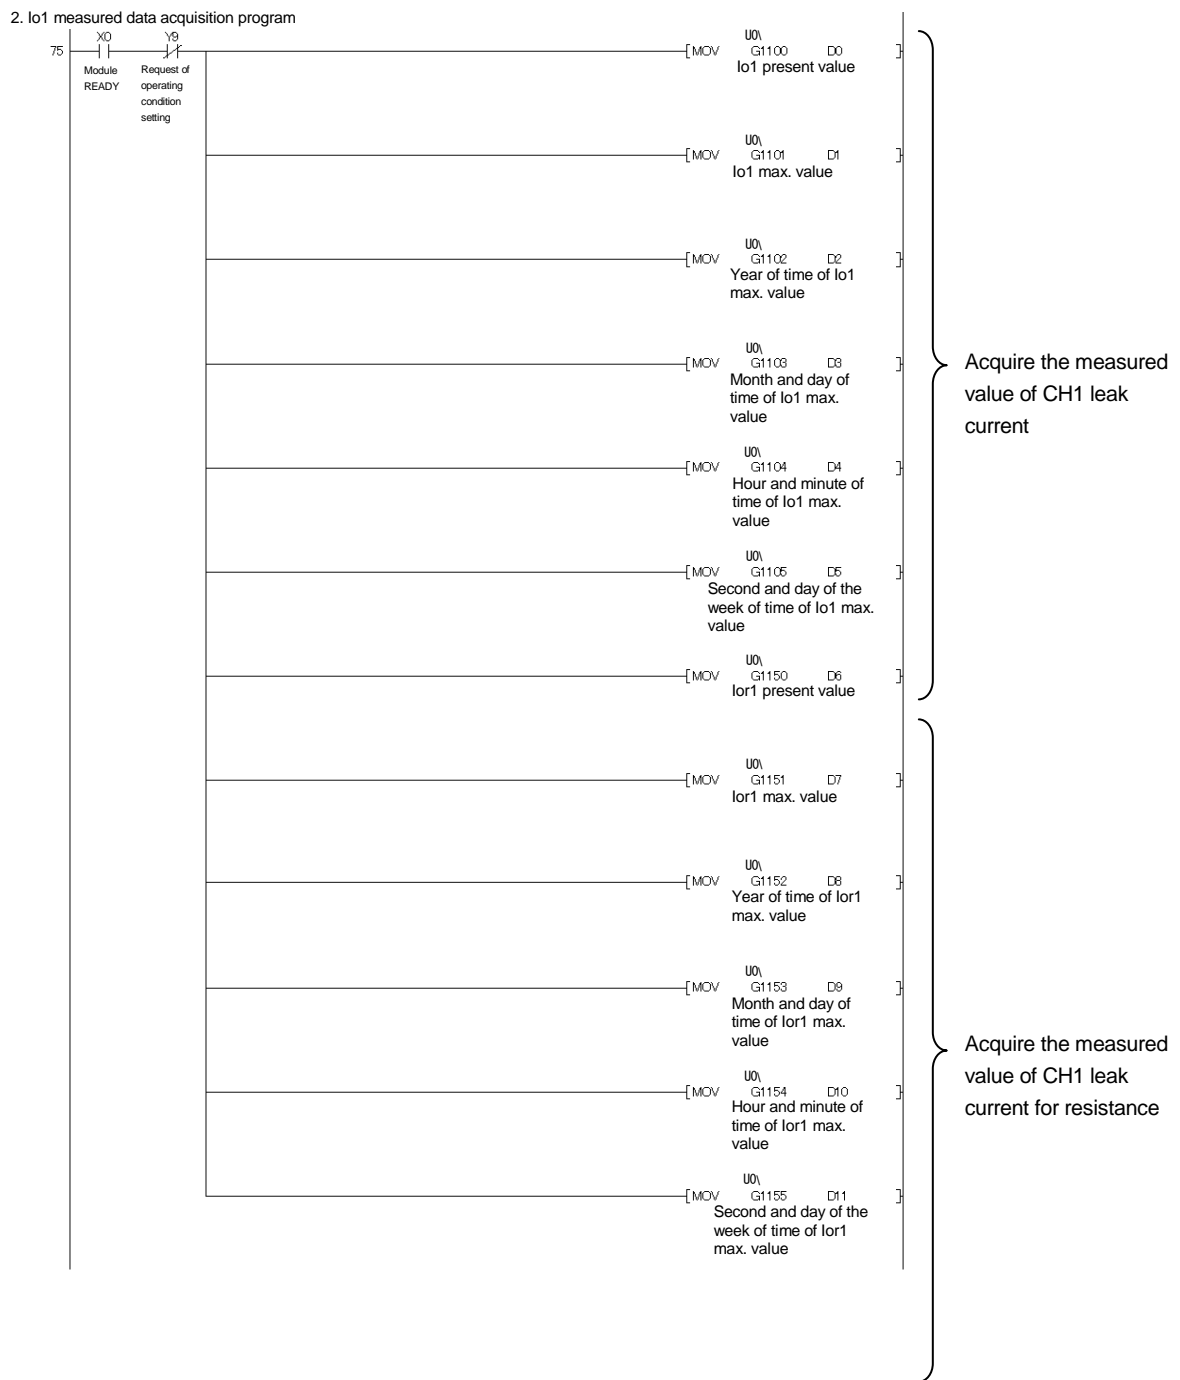 2. Io1 measured data acquisition program
75
X0
Y9
Module
READY
Request of
operating
condition
setting
U0\
[MOV G1100 D0 ]
Io1 present value
U0\
[MOV G1101 D1 ]
Io1 max. value
U0\
[MOV G1102 D2 ]
Year of time of Io1
max. value
U0\
[MOV G1103 D3 ]
Month and day of
time of Io1 max.
value
U0\
[MOV G1104 D4 ]
Hour and minute of
time of Io1 max.
value
U0\
[MOV G1105 D5 ]
Second and day of the
week of time of Io1 max.
value
U0\
[MOV G1150 D6 ]
Ior1 present value
Acquire the measured
value of CH1 leak
current
U0\
[MOV G1151 D7 ]
Ior1 max. value
U0\
[MOV G1152 D8 ]
Year of time of Ior1
max. value
U0\
[MOV G1153 D9 ]
Month and day of
time of Ior1 max.
value
U0\
[MOV G1154 D10 ]
Hour and minute of
time of Ior1 max.
value
U0\
[MOV G1155 D11 ]
Second and day of the
week of time of Ior1
max. value
Acquire the measured
value of CH1 leak
current for resistance